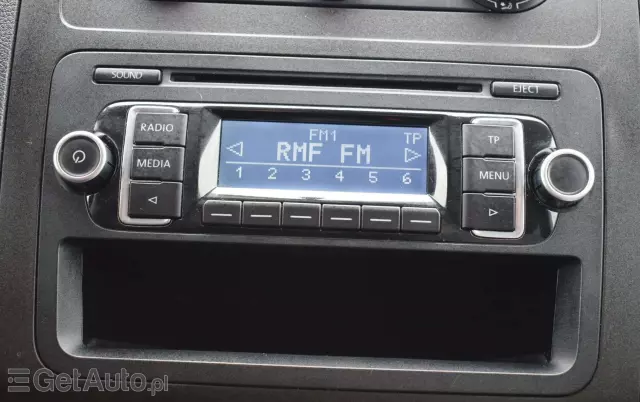 SOUND
EJECT
RADIO
MEDIA
FM1 TP
RMF FM
1 2 3 4 5 6
TP
MENU
GetAuto.pl